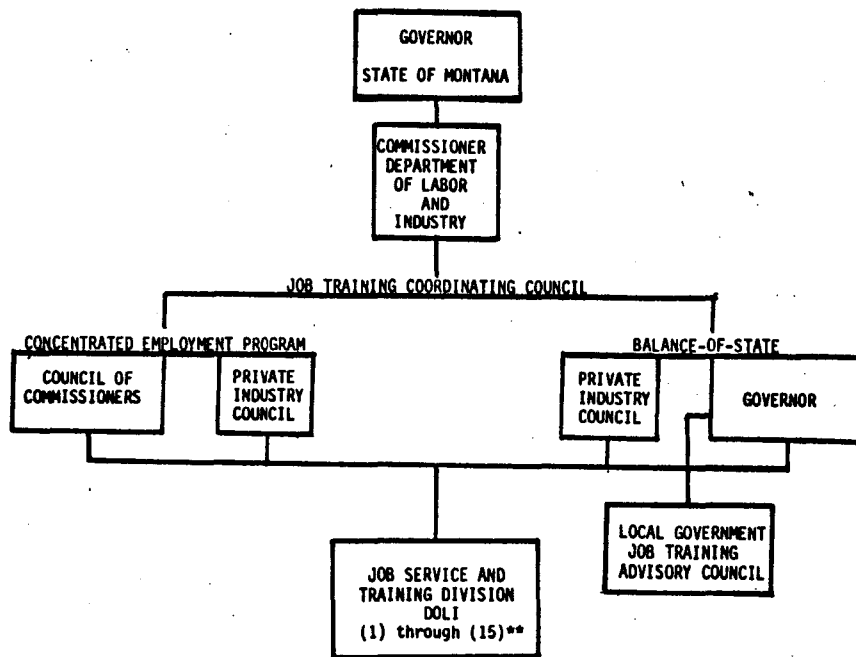 GOVERNOR
STATE OF MONTANA
COMMISSIONER
DEPARTMENT
OF LABOR
AND
INDUSTRY
JOB TRAINING COORDINATING COUNCIL
CONCENTRATED EMPLOYMENT PROGRAM
BALANCE-OF-STATE
COUNCIL OF
COMMISSIONERS
PRIVATE
INDUSTRY
COUNCIL
PRIVATE
INDUSTRY
COUNCIL
GOVERNOR
LOCAL GOVERNMENT
JOB TRAINING
ADVISORY COUNCIL
JOB SERVICE AND
TRAINING DIVISION
DOLI
(1) through (15)**